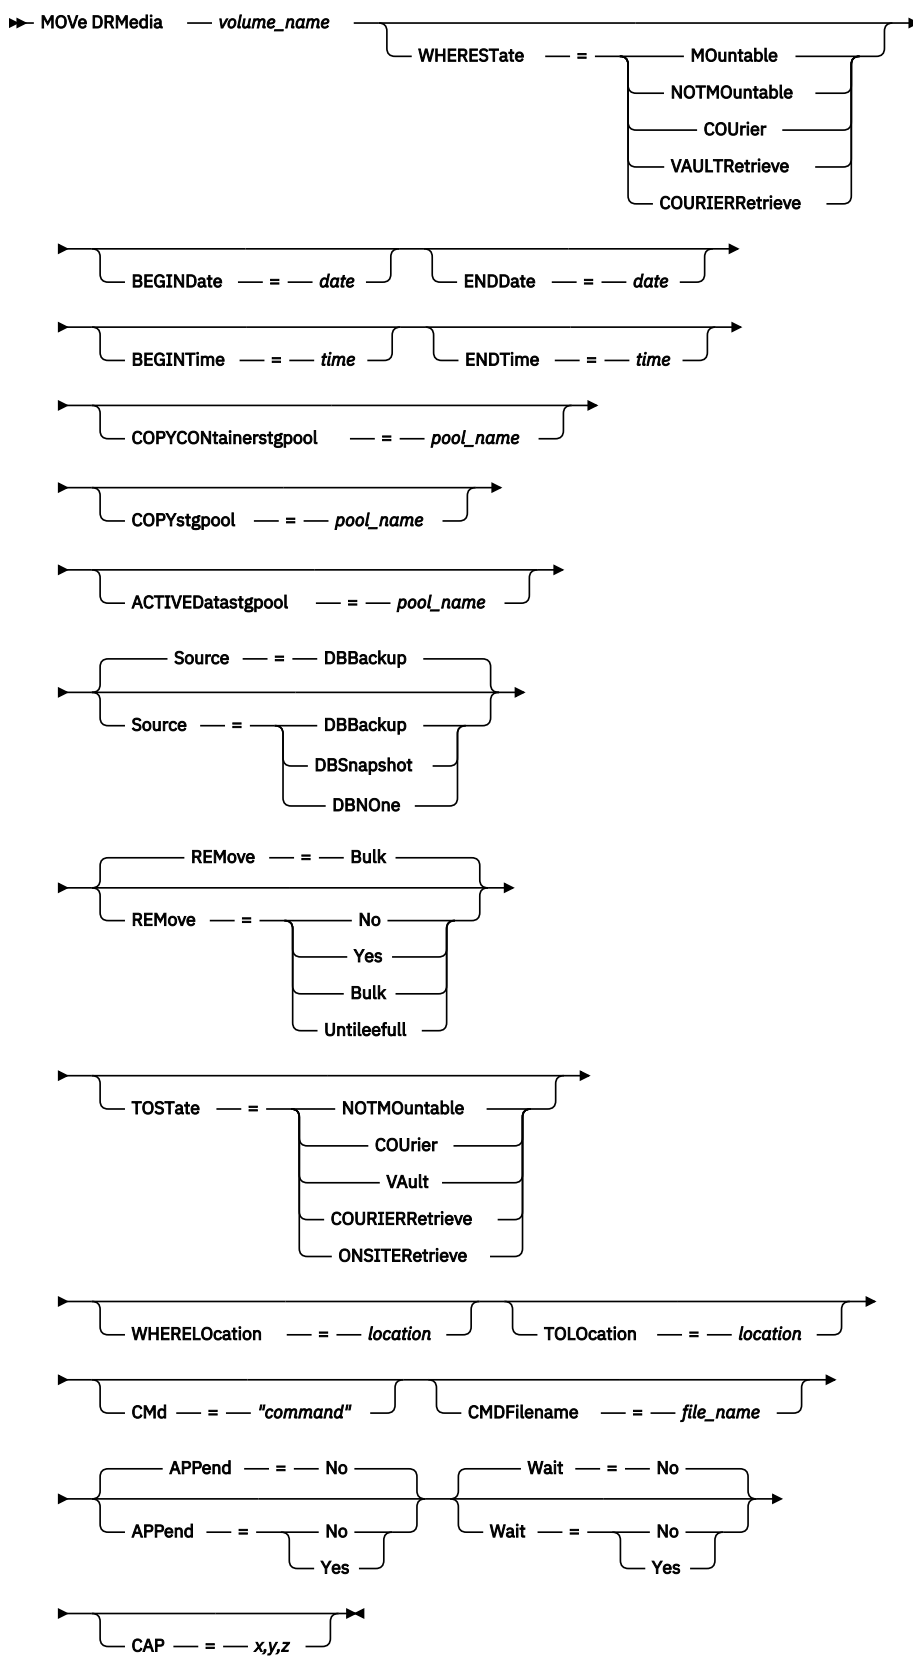 MOVe DRMedia volume_name
WHERESTate = MOuntable
NOTMOuntable
COUrier
VAULTRetrieve
COURIERRetrieve
BEGINDate = date ENDDate = date
BEGINTime = time ENDTime = time
COPYCONtainerstgpool = pool_name
COPYstgpool = pool_name
ACTIVEDatastgpool = pool_name
Source = DBBackup
Source = DBBackup
DBSnapshot
DBNOne
REMove = Bulk
REMove = No
Yes
Bulk
Untileefull
TOSTate = NOTMOuntable
COUrier
VAult
COURIERRetrieve
ONSITERetrieve
WHERELOcation = location TOLOcation = location
CMd = "command" CMDFilename = file_name
APPend = No Wait = No
APPend = No Wait = No
Yes Yes
CAP = x,y,z